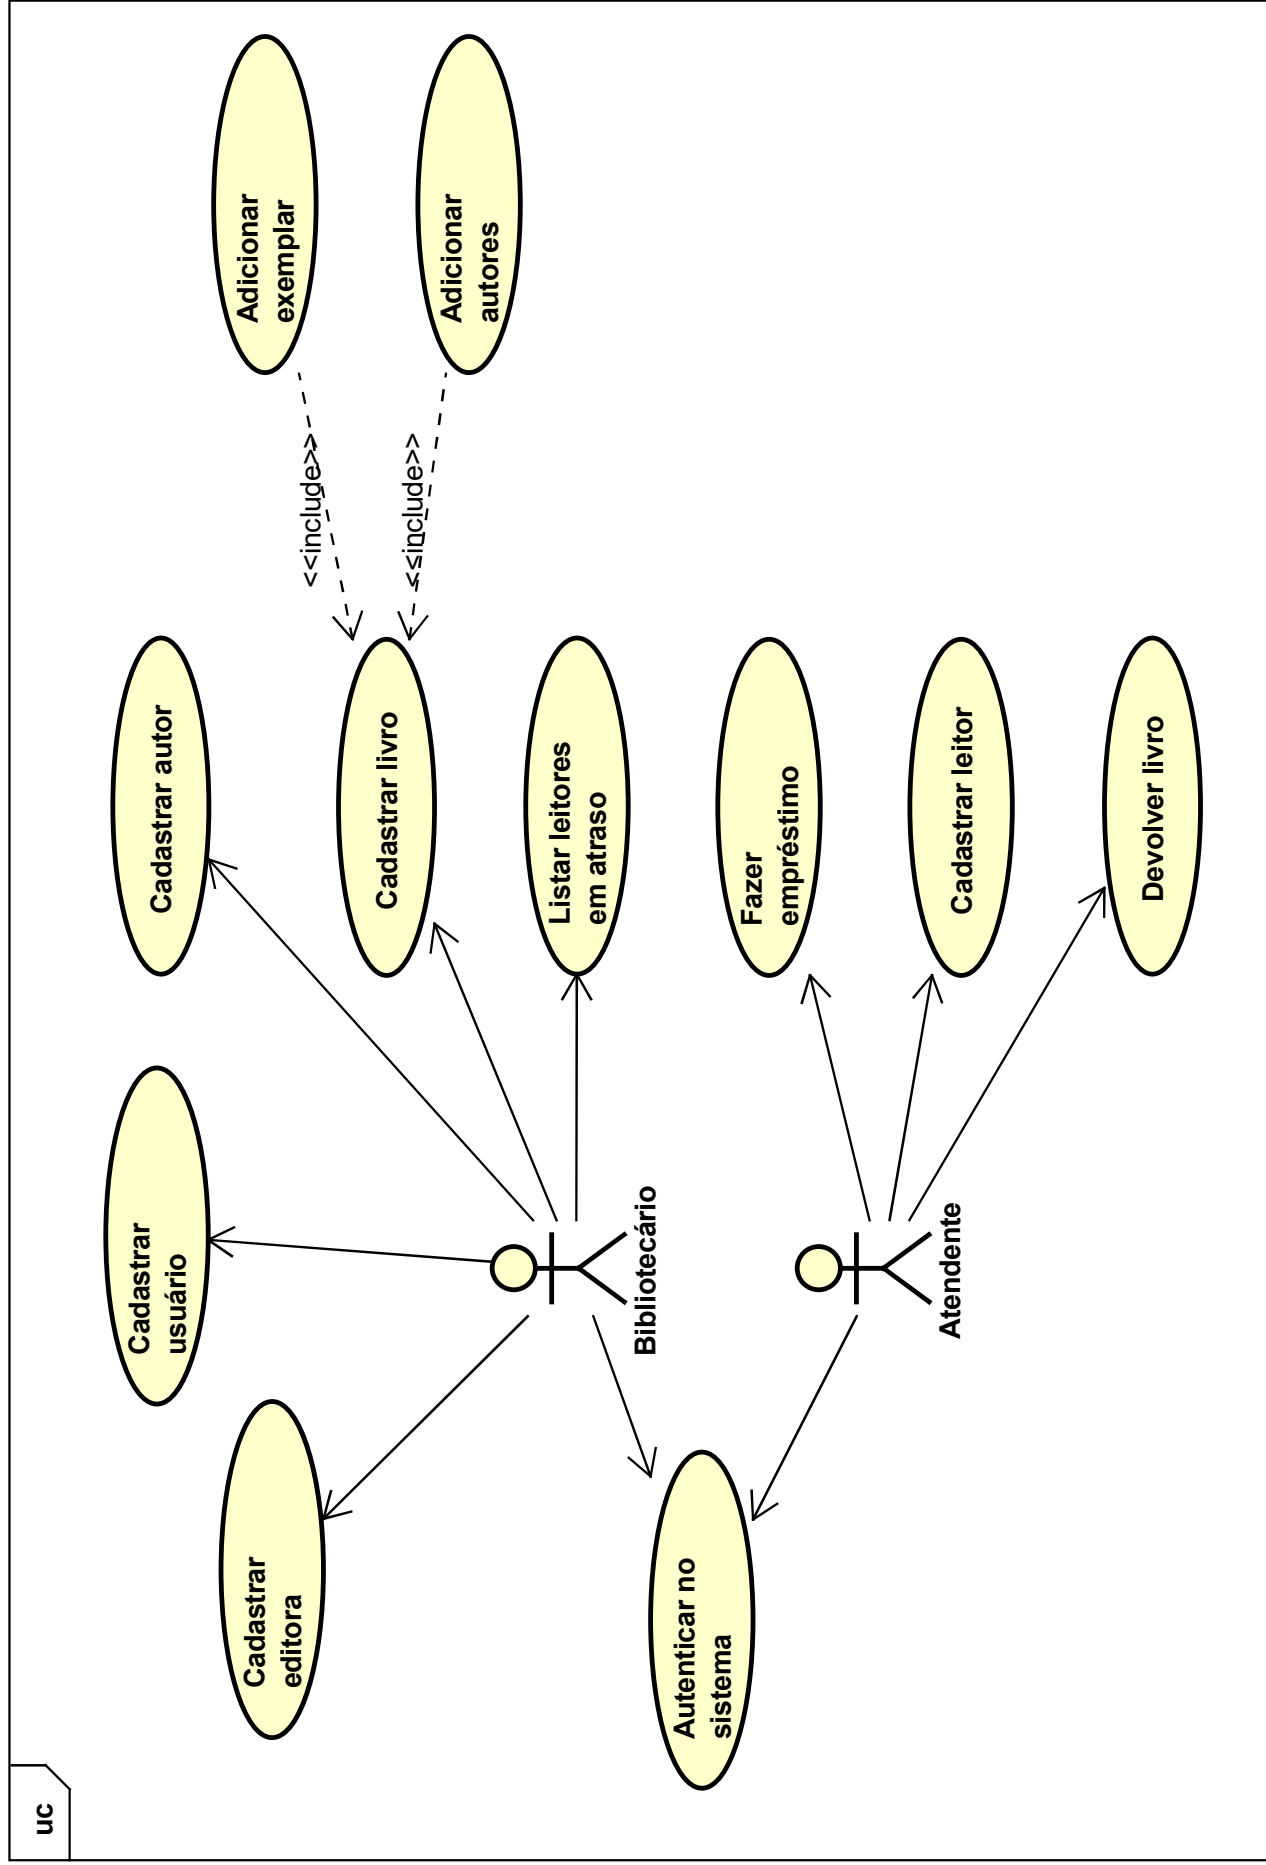 uc
Cadastrar
usuário
Cadastrar autor
Adicionar
exemplar
Cadastrar
editora
<<include>>
Cadastrar livro
<<include>>
Adicionar
autores
Listar leitores
em atraso
Bibliotecário
Autenticar no
sistema
Fazer
empréstimo
Atendente
Cadastrar leitor
Devolver livro